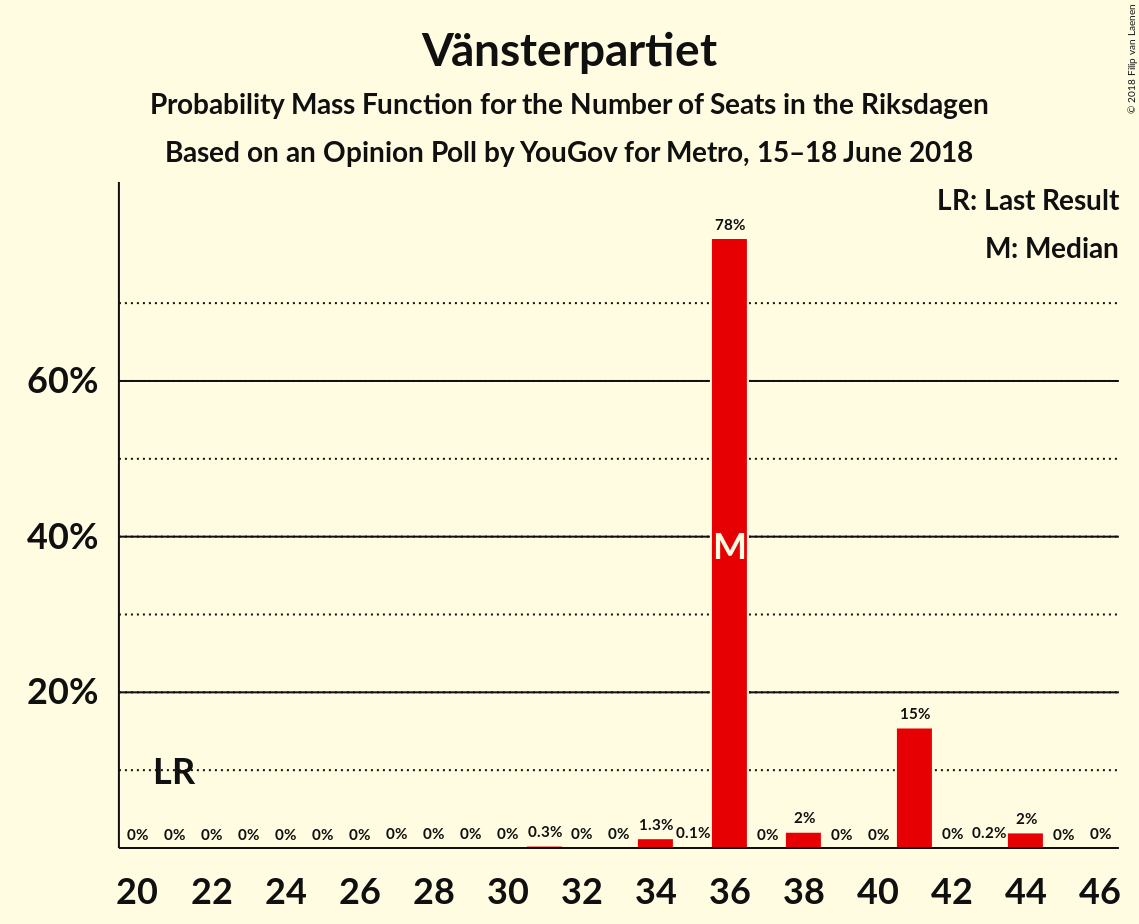 Vänsterpartiet
Probability Mass Function for the Number of Seats in the Riksdagen
Based on an Opinion Poll by YouGov for Metro, 15–18 June 2018
© 2018 Filip van Laenen
LR: Last Result
M: Median
60%
40%
20%
78%
M
15%
LR
0% 0% 0% 0% 0% 0% 0% 0% 0% 0% 0% 0.3% 0% 0% 1.3% 0.1% 0% 2% 0% 0% 0% 0.2% 2% 0% 0%
20 22 24 26 28 30 32 34 36 38 40 42 44 46